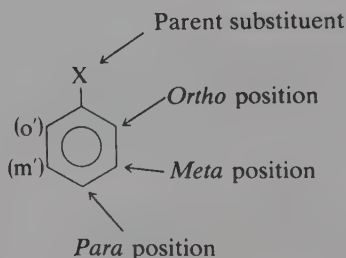 Parent substituent
X
Ortho position
(o')
(m')
Meta position
Para position